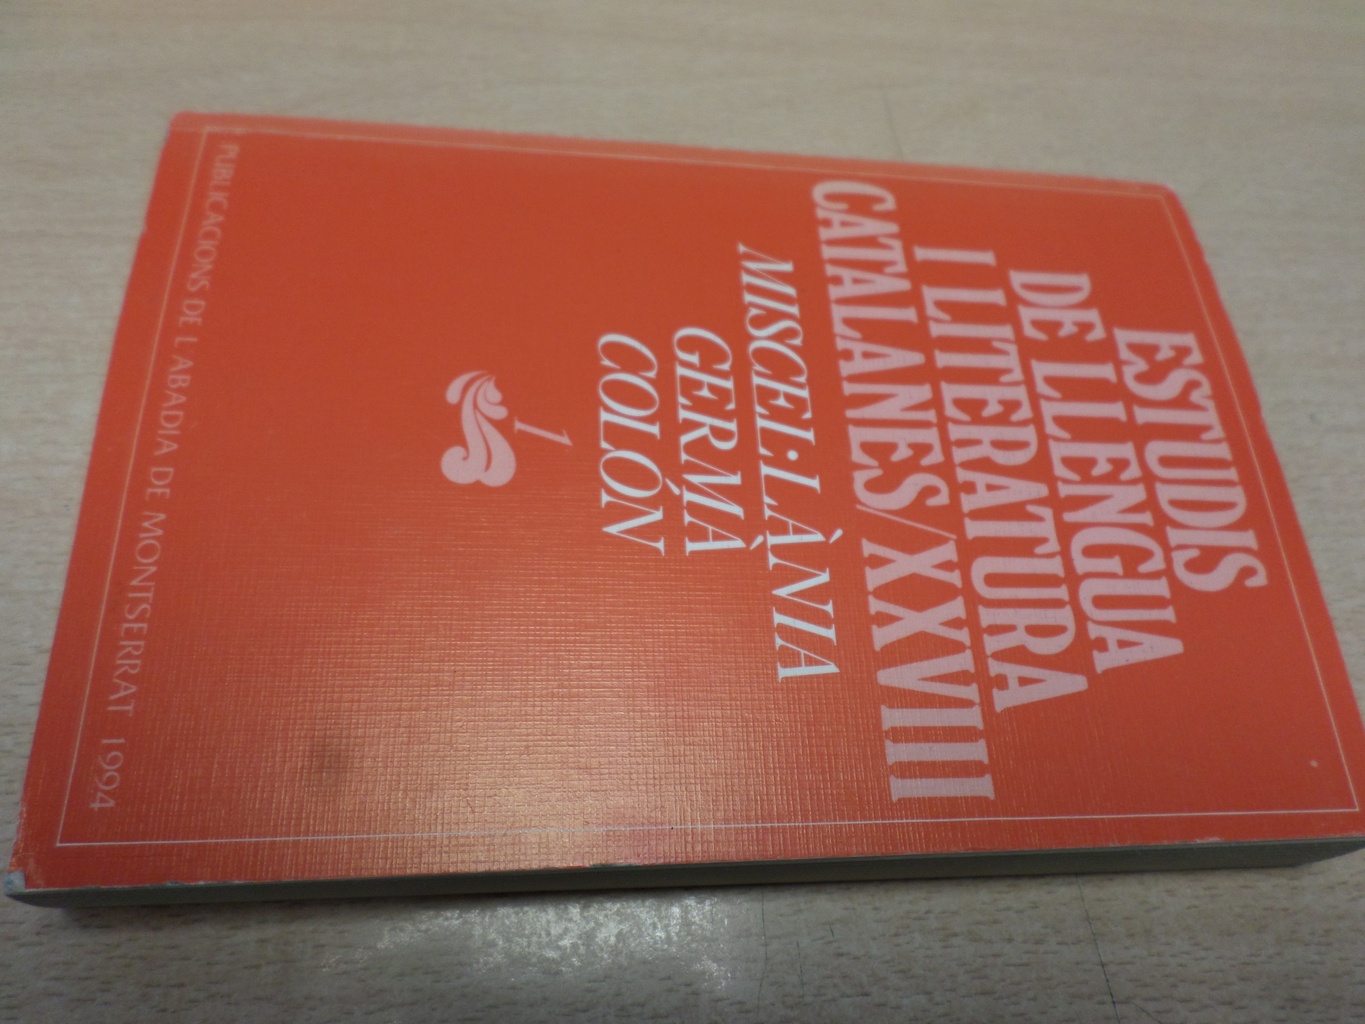 ESTUDIS
DE LLENGUA
I LITERATURA
CATALANES/XXVIII
MISCEL·LÀNIA
GERMÀ
COLÓN
1
PUBLICACIONS DE L'ABADIA DE MONTSERRAT 1994